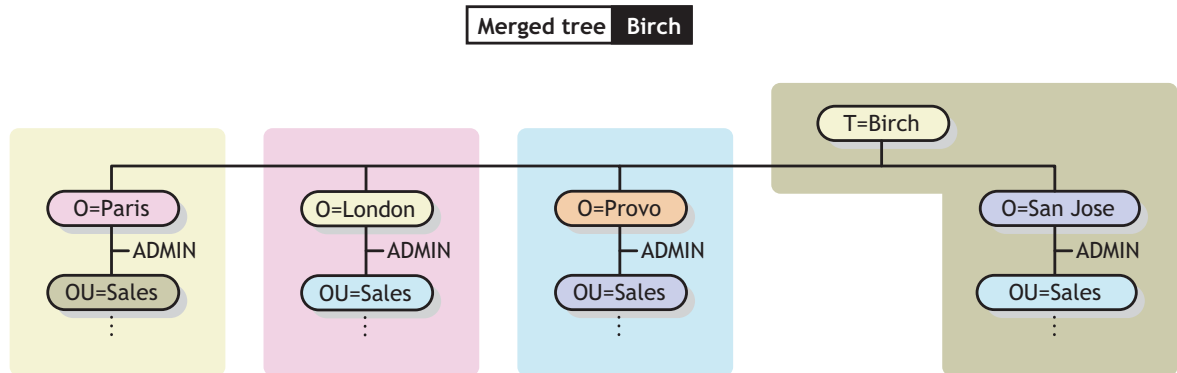 Merged tree Birch
T=Birch
O=Paris O=London O=Provo O=San Jose
ADMIN ADMIN ADMIN ADMIN
OU=Sales OU=Sales OU=Sales OU=Sales